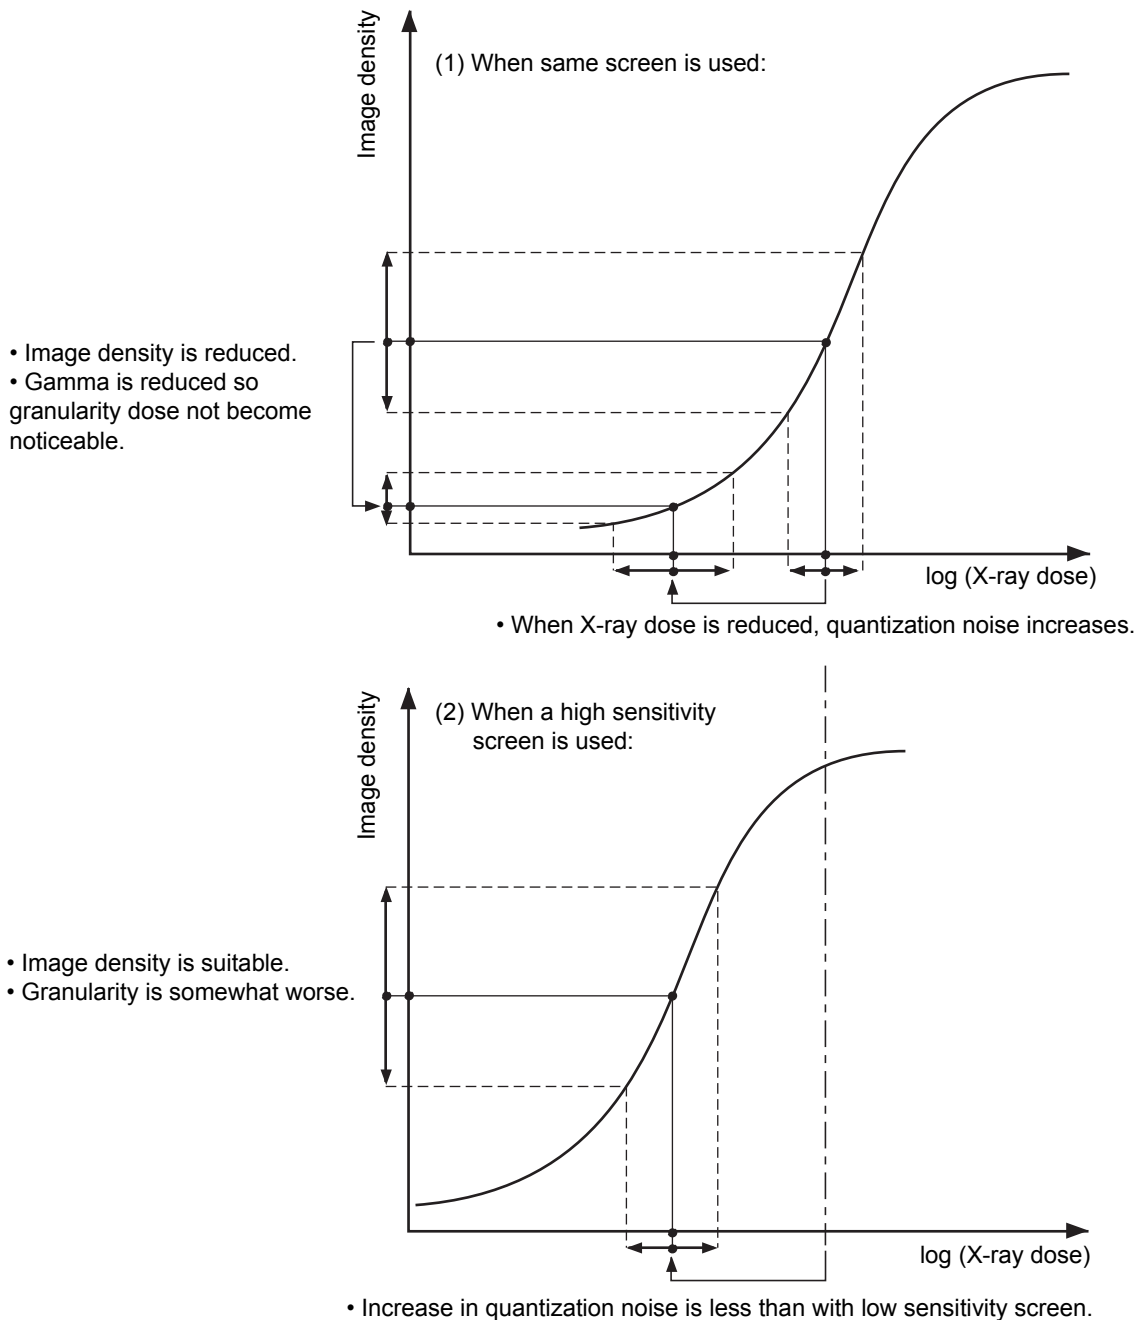 Image density
(1) When same screen is used:
• Image density is reduced.
• Gamma is reduced so
granularity dose not become
noticeable.
log (X-ray dose)
• When X-ray dose is reduced, quantization noise increases.
Image density
(2) When a high sensitivity
screen is used:
• Image density is suitable.
• Granularity is somewhat worse.
log (X-ray dose)
• Increase in quantization noise is less than with low sensitivity screen.